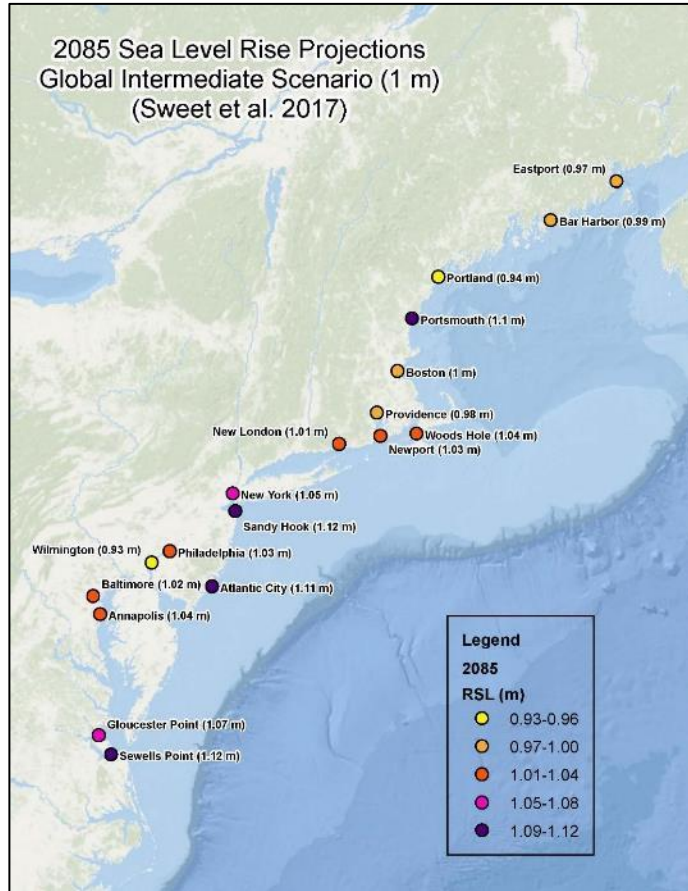 2085 Sea Level Rise Projections
Global Intermediate Scenario (1 m)
(Sweet et al. 2017)
Eastport (0.97 m)
Bar Harbor (0.99 m)
Portland (0.94 m)
Portsmouth (1.1 m)
Boston (1 m)
Providence (0.98 m)
New London (1.01 m)
Woods Hole (1.04 m)
Newport (1.03 m)
New York (1.05 m)
Sandy Hook (1.12 m)
Wilmington (0.93 m)
Philadelphia (1.03 m)
Baltimore (1.02 m)
Atlantic City (1.11 m)
Annapolis (1.04 m)
Gloucester Point (1.07 m)
Sewells Point (1.12 m)
Legend
2085
RSL (m)
0.93-0.96
0.97-1.00
1.01-1.04
1.05-1.08
1.09-1.12